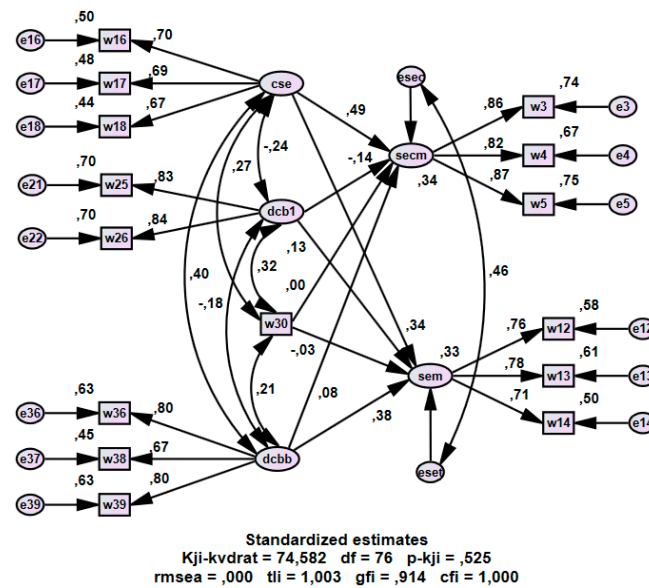 ,50
e16 w16 ,70
,48
e17 w17 ,69
,44
e18 w18 ,67
cse
esec
,49
,86 w3 ,74 e3
,82 w4 ,67 e4
,87 w5 ,75 e5
secm
,34
-,14
-,24
,27
,70
e21 w25 ,83
,70
e22 w26 ,84
dcb1
,40
-,18
,32
,13
,00
w30
-,03
,46
,34
,33
sem
,76 w12 ,58 e12
,78 w13 ,61 e13
,71 w14 ,50 e14
,21
,08
,38
,63
e36 w36 ,80
,45
e37 w38 ,67
,63
e39 w39 ,80
dcbb
eset
Standardized estimates
Kji-kvdrat = 74,582 df = 76 p-kji = ,525
rmsea = ,000 tli = 1,003 gfi = ,914 cfi = 1,000